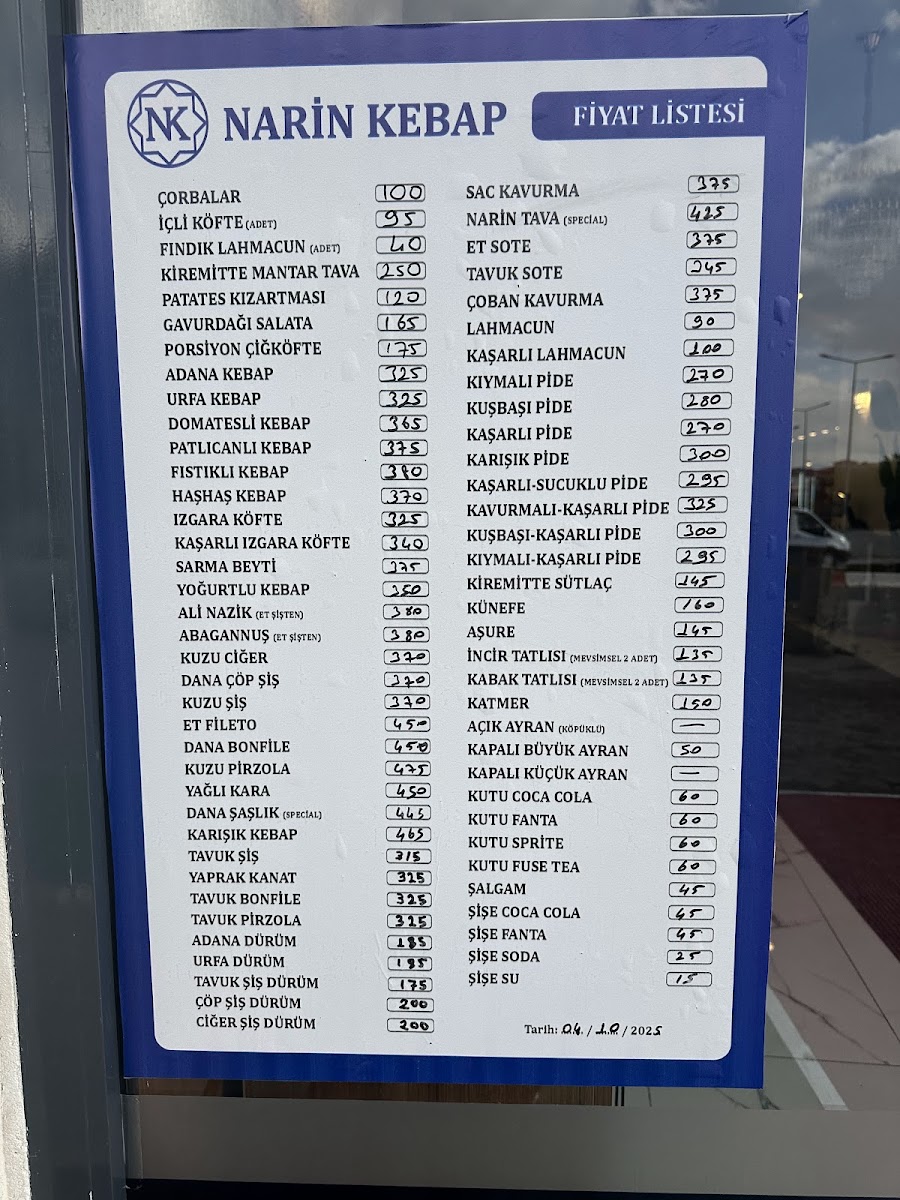 NK
NARİN KEBAP
FİYAT LİSTESİ
ÇORBALAR 100
İÇLİ KÖFTE (ADET) 95
FINDIK LAHMACUN (ADET) 40
KİREMİTTE MANTAR TAVA 250
PATATES KIZARTMASI 120
GAVURDAĞI SALATA 165
PORSİYON ÇİĞKÖFTE 175
ADANA KEBAP 325
URFA KEBAP 325
DOMATESLİ KEBAP 365
PATLICANLI KEBAP 375
FISTIKLI KEBAP 380
HAŞHAŞ KEBAP 370
IZGARA KÖFTE 325
KAŞARLI IZGARA KÖFTE 340
SARMA BEYTİ 375
YOĞURTLU KEBAP 350
ALİ NAZİK (ET ŞİŞTEN) 380
ABAGANNUŞ (ET ŞİŞTEN) 380
KUZU CİĞER 370
DANA ÇÖP ŞİŞ 370
KUZU ŞİŞ 370
ET FİLETO 450
DANA BONFİLE 450
KUZU PİRZOLA 475
YAĞLI KARA 450
DANA ŞAŞLIK (SPECİAL) 445
KARIŞIK KEBAP 465
TAVUK ŞİŞ 315
YAPRAK KANAT 325
TAVUK BONFİLE 325
TAVUK PİRZOLA 325
ADANA DÜRÜM 185
URFA DÜRÜM 185
TAVUK ŞİŞ DÜRÜM 175
ÇÖP ŞİŞ DÜRÜM 200
CİĞER ŞİŞ DÜRÜM 200
SAC KAVURMA 375
NARİN TAVA (SPECİAL) 425
ET SOTE 375
TAVUK SOTE 345
ÇOBAN KAVURMA 375
LAHMACUN 90
KAŞARLI LAHMACUN 100
KIYMALI PİDE 270
KUŞBAŞI PİDE 280
KAŞARLI PİDE 270
KARIŞIK PİDE 300
KAŞARLI-SUCUKLU PİDE 295
KAVURMALI-KAŞARLI PİDE 325
KUŞBAŞI-KAŞARLI PİDE 300
KIYMALI-KAŞARLI PİDE 295
KİREMİTTE SÜTLAÇ 145
KÜNEFE 160
AŞURE 145
İNCİR TATLISI (MEVSİMSEL 2 ADET) 135
KABAK TATLISI (MEVSİMSEL 2 ADET) 135
KATMER 150
AÇIK AYRAN (KÖPÜKLÜ) —
KAPALI BÜYÜK AYRAN 50
KAPALI KÜÇÜK AYRAN —
KUTU COCA COLA 60
KUTU FANTA 60
KUTU SPRİTE 60
KUTU FUSE TEA 60
ŞALGAM 45
ŞİŞE COCA COLA 45
ŞİŞE FANTA 45
ŞİŞE SODA 25
ŞİŞE SU 15
Tarih: 04 / 10 / 2025